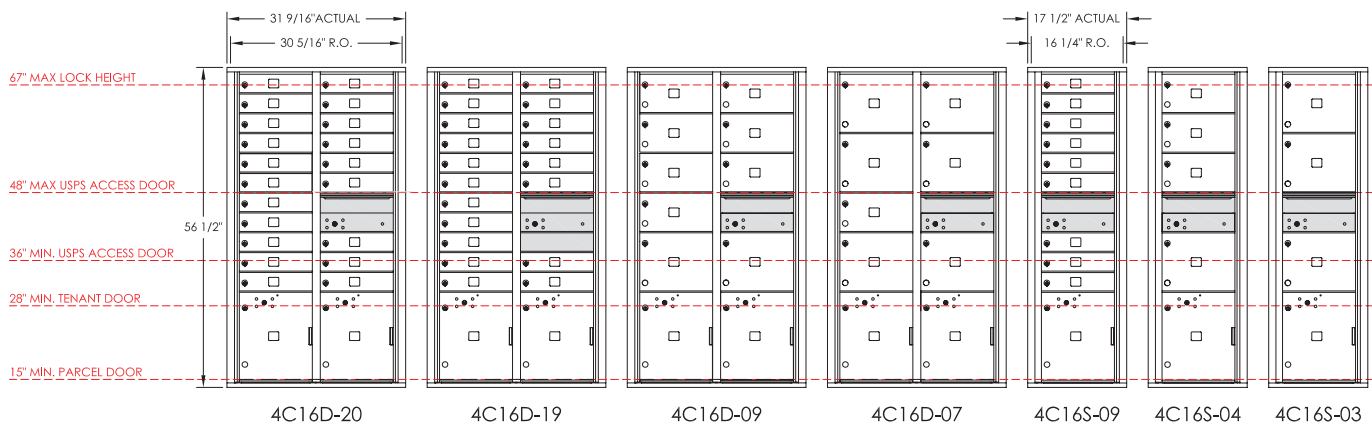 31 9/16"ACTUAL
17 1/2" ACTUAL
30 5/16" R.O.
16 1/4" R.O.
67" MAX LOCK HEIGHT
48" MAX USPS ACCESS DOOR
56 1/2"
36" MIN. USPS ACCESS DOOR
28" MIN. TENANT DOOR
15" MIN. PARCEL DOOR
4C16D-20
4C16D-19
4C16D-09
4C16D-07
4C16S-09
4C16S-04
4C16S-03